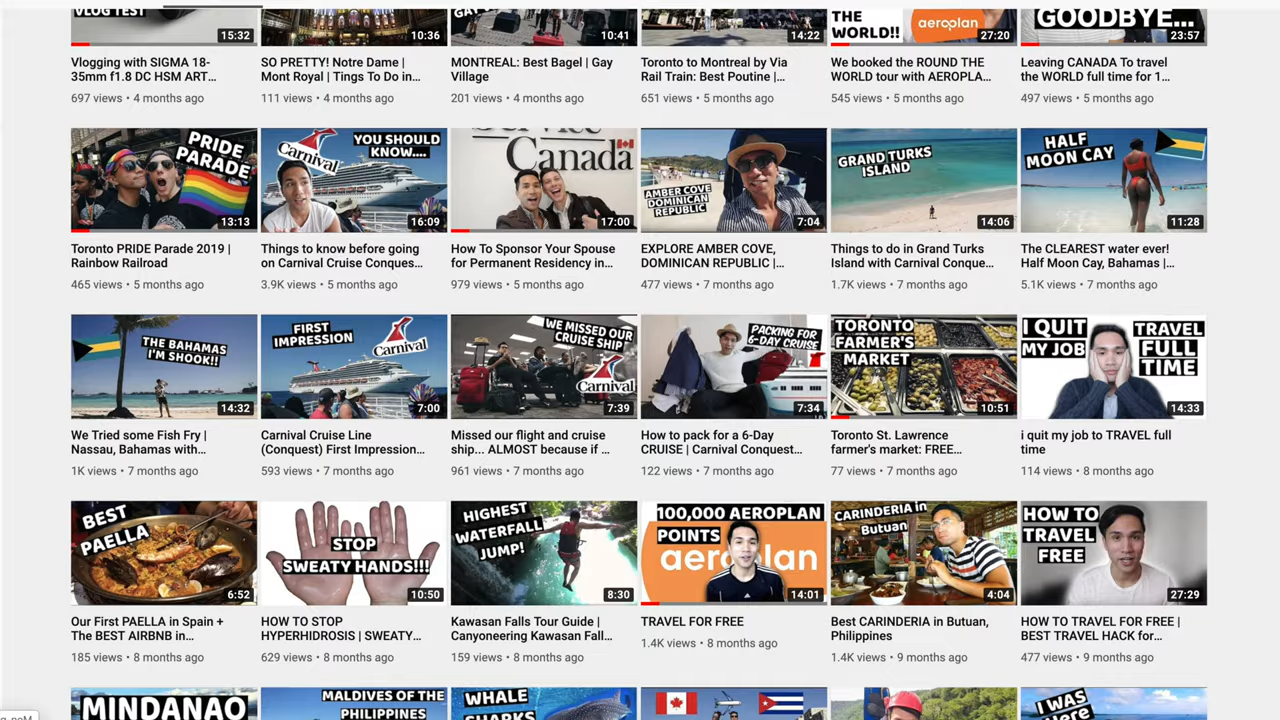 VLOG TEST
15:32
10:36
GAY
10:41
14:22
THE
WORLD!!
aeroplan
27:20
GOODBYE...
23:57
Vlogging with SIGMA 18-
35mm f1.8 DC HSM ART...
697 views • 4 months ago
SO PRETTY! Notre Dame |
Mont Royal | Tings To Do in...
111 views • 4 months ago
MONTREAL: Best Bagel | Gay
Village
201 views • 4 months ago
Toronto to Montreal by Via
Rail Train: Best Poutine |...
651 views • 5 months ago
We booked the ROUND THE
WORLD tour with AEROPLA...
545 views • 5 months ago
Leaving CANADA To travel
the WORLD full time for 1...
497 views • 5 months ago
PRIDE
PARADE
13:13
Carnival
YOU SHOULD
KNOW....
16:09
Service
Canada
17:00
AMBER COVE
DOMINICAN
REPUBLIC
7:04
GRAND TURKS
ISLAND
14:06
HALF
MOON CAY
11:28
Toronto PRIDE Parade 2019 |
Rainbow Railroad
465 views • 5 months ago
Things to know before going
on Carnival Cruise Conques...
3.9K views • 5 months ago
How To Sponsor Your Spouse
for Permanent Residency in...
979 views • 5 months ago
EXPLORE AMBER COVE,
DOMINICAN REPUBLIC |...
477 views • 7 months ago
Things to do in Grand Turks
Island with Carnival Conque...
1.7K views • 7 months ago
The CLEAREST water ever!
Half Moon Cay, Bahamas |...
5.1K views • 7 months ago
THE BAHAMAS
I'M SHOOK!!
14:32
FIRST
IMPRESSION
Carnival
7:00
WE MISSED OUR
CRUISE SHIP
Carnival
7:39
PACKING FOR
6-DAY CRUISE
7:34
TORONTO
FARMER'S
MARKET
10:51
I QUIT
MY JOB
TRAVEL
FULL
TIME
14:33
We Tried some Fish Fry |
Nassau, Bahamas with...
1K views • 7 months ago
Carnival Cruise Line
(Conquest) First Impression...
593 views • 7 months ago
Missed our flight and cruise
ship... ALMOST because if ...
961 views • 7 months ago
How to pack for a 6-Day
CRUISE | Carnival Conquest...
122 views • 7 months ago
Toronto St. Lawrence
farmer's market: FREE...
77 views • 7 months ago
i quit my job to TRAVEL full
time
114 views • 8 months ago
BEST
PAELLA
6:52
STOP
SWEATY HANDS!!!
10:50
HIGHEST
WATERFALL
JUMP!
8:30
100,000 AEROPLAN
POINTS
aeroplan
14:01
CARINDERIA in
Butuan
4:04
HOW TO
TRAVEL
FREE
27:29
Our First PAELLA in Spain +
The BEST AIRBNB in...
185 views • 8 months ago
HOW TO STOP
HYPERHIDROSIS | SWEATY...
629 views • 8 months ago
Kawasan Falls Tour Guide |
Canyoneering Kawasan Fall...
159 views • 8 months ago
TRAVEL FOR FREE
1.4K views • 8 months ago
Best CARINDERIA in Butuan,
Philippines
1.4K views • 9 months ago
HOW TO TRAVEL FOR FREE |
BEST TRAVEL HACK for...
477 views • 9 months ago
MINDANAO
MALDIVES OF THE
PHILIPPINES
WHALE
SHARKS
I WAS
Here